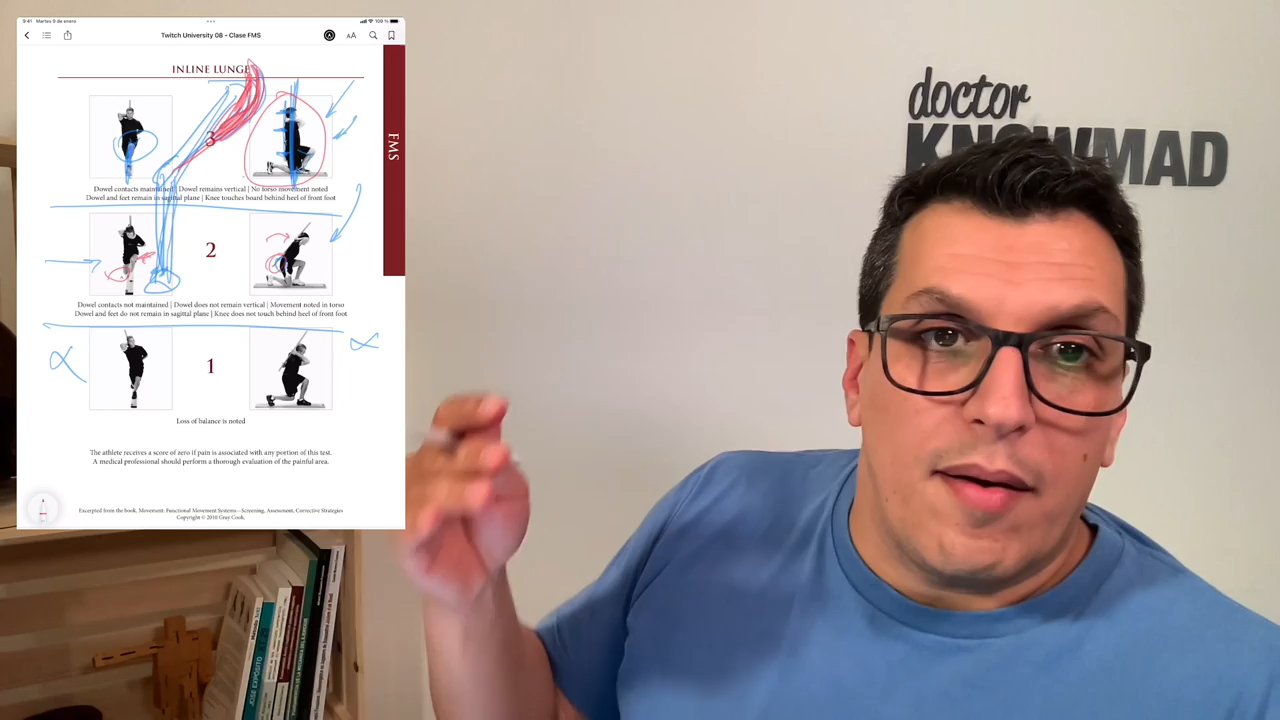 9:41 Martes 9 de enero
100 %
Twitch University 08 - Clase FMS
AA
INLINE LUNGE
FMS
3
Dowel contacts maintained | Dowel remains vertical | No torso movement noted
Dowel and feet remain in sagittal plane | Knee touches board behind heel of front foot
2
Dowel contacts not maintained | Dowel does not remain vertical | Movement noted in torso
Dowel and feet do not remain in sagittal plane | Knee does not touch behind heel of front foot
1
Loss of balance is noted
The athlete receives a score of zero if pain is associated with any portion of this test.
A medical professional should perform a thorough evaluation of the painful area.
Excerpted from the book, Movement: Functional Movement Systems—Screening, Assessment, Corrective Strategies
Copyright © 2010 Gray Cook.
doctor
KNOWMAD
JOSE EXPÓSITO